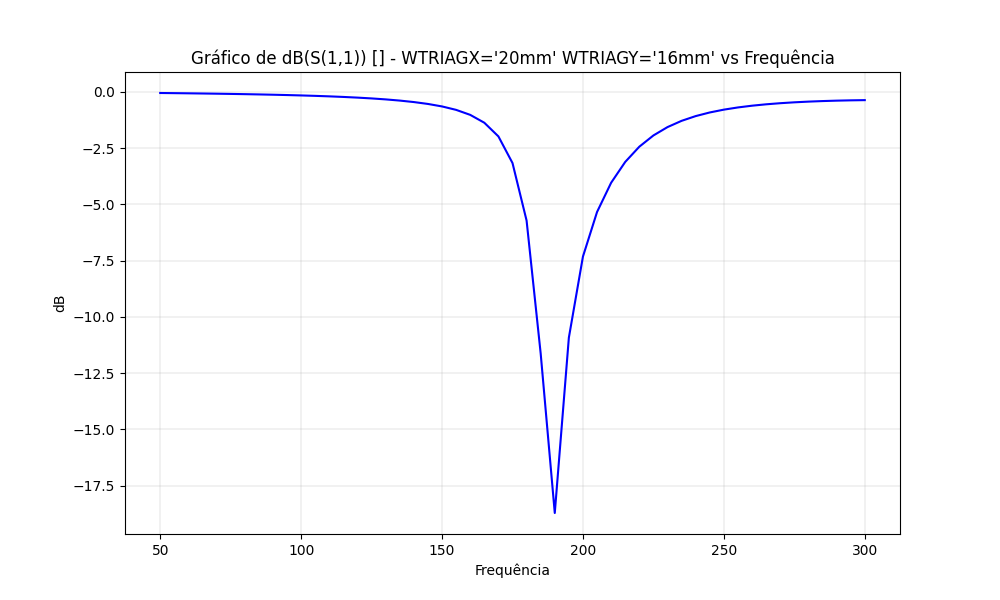 Gráfico de dB(S(1,1)) [] - WTRIAGX='20mm' WTRIAGY='16mm' vs Frequência
0.0
−2.5
−5.0
−7.5
−10.0
−12.5
−15.0
−17.5
dB
50 100 150 200 250 300
Frequência